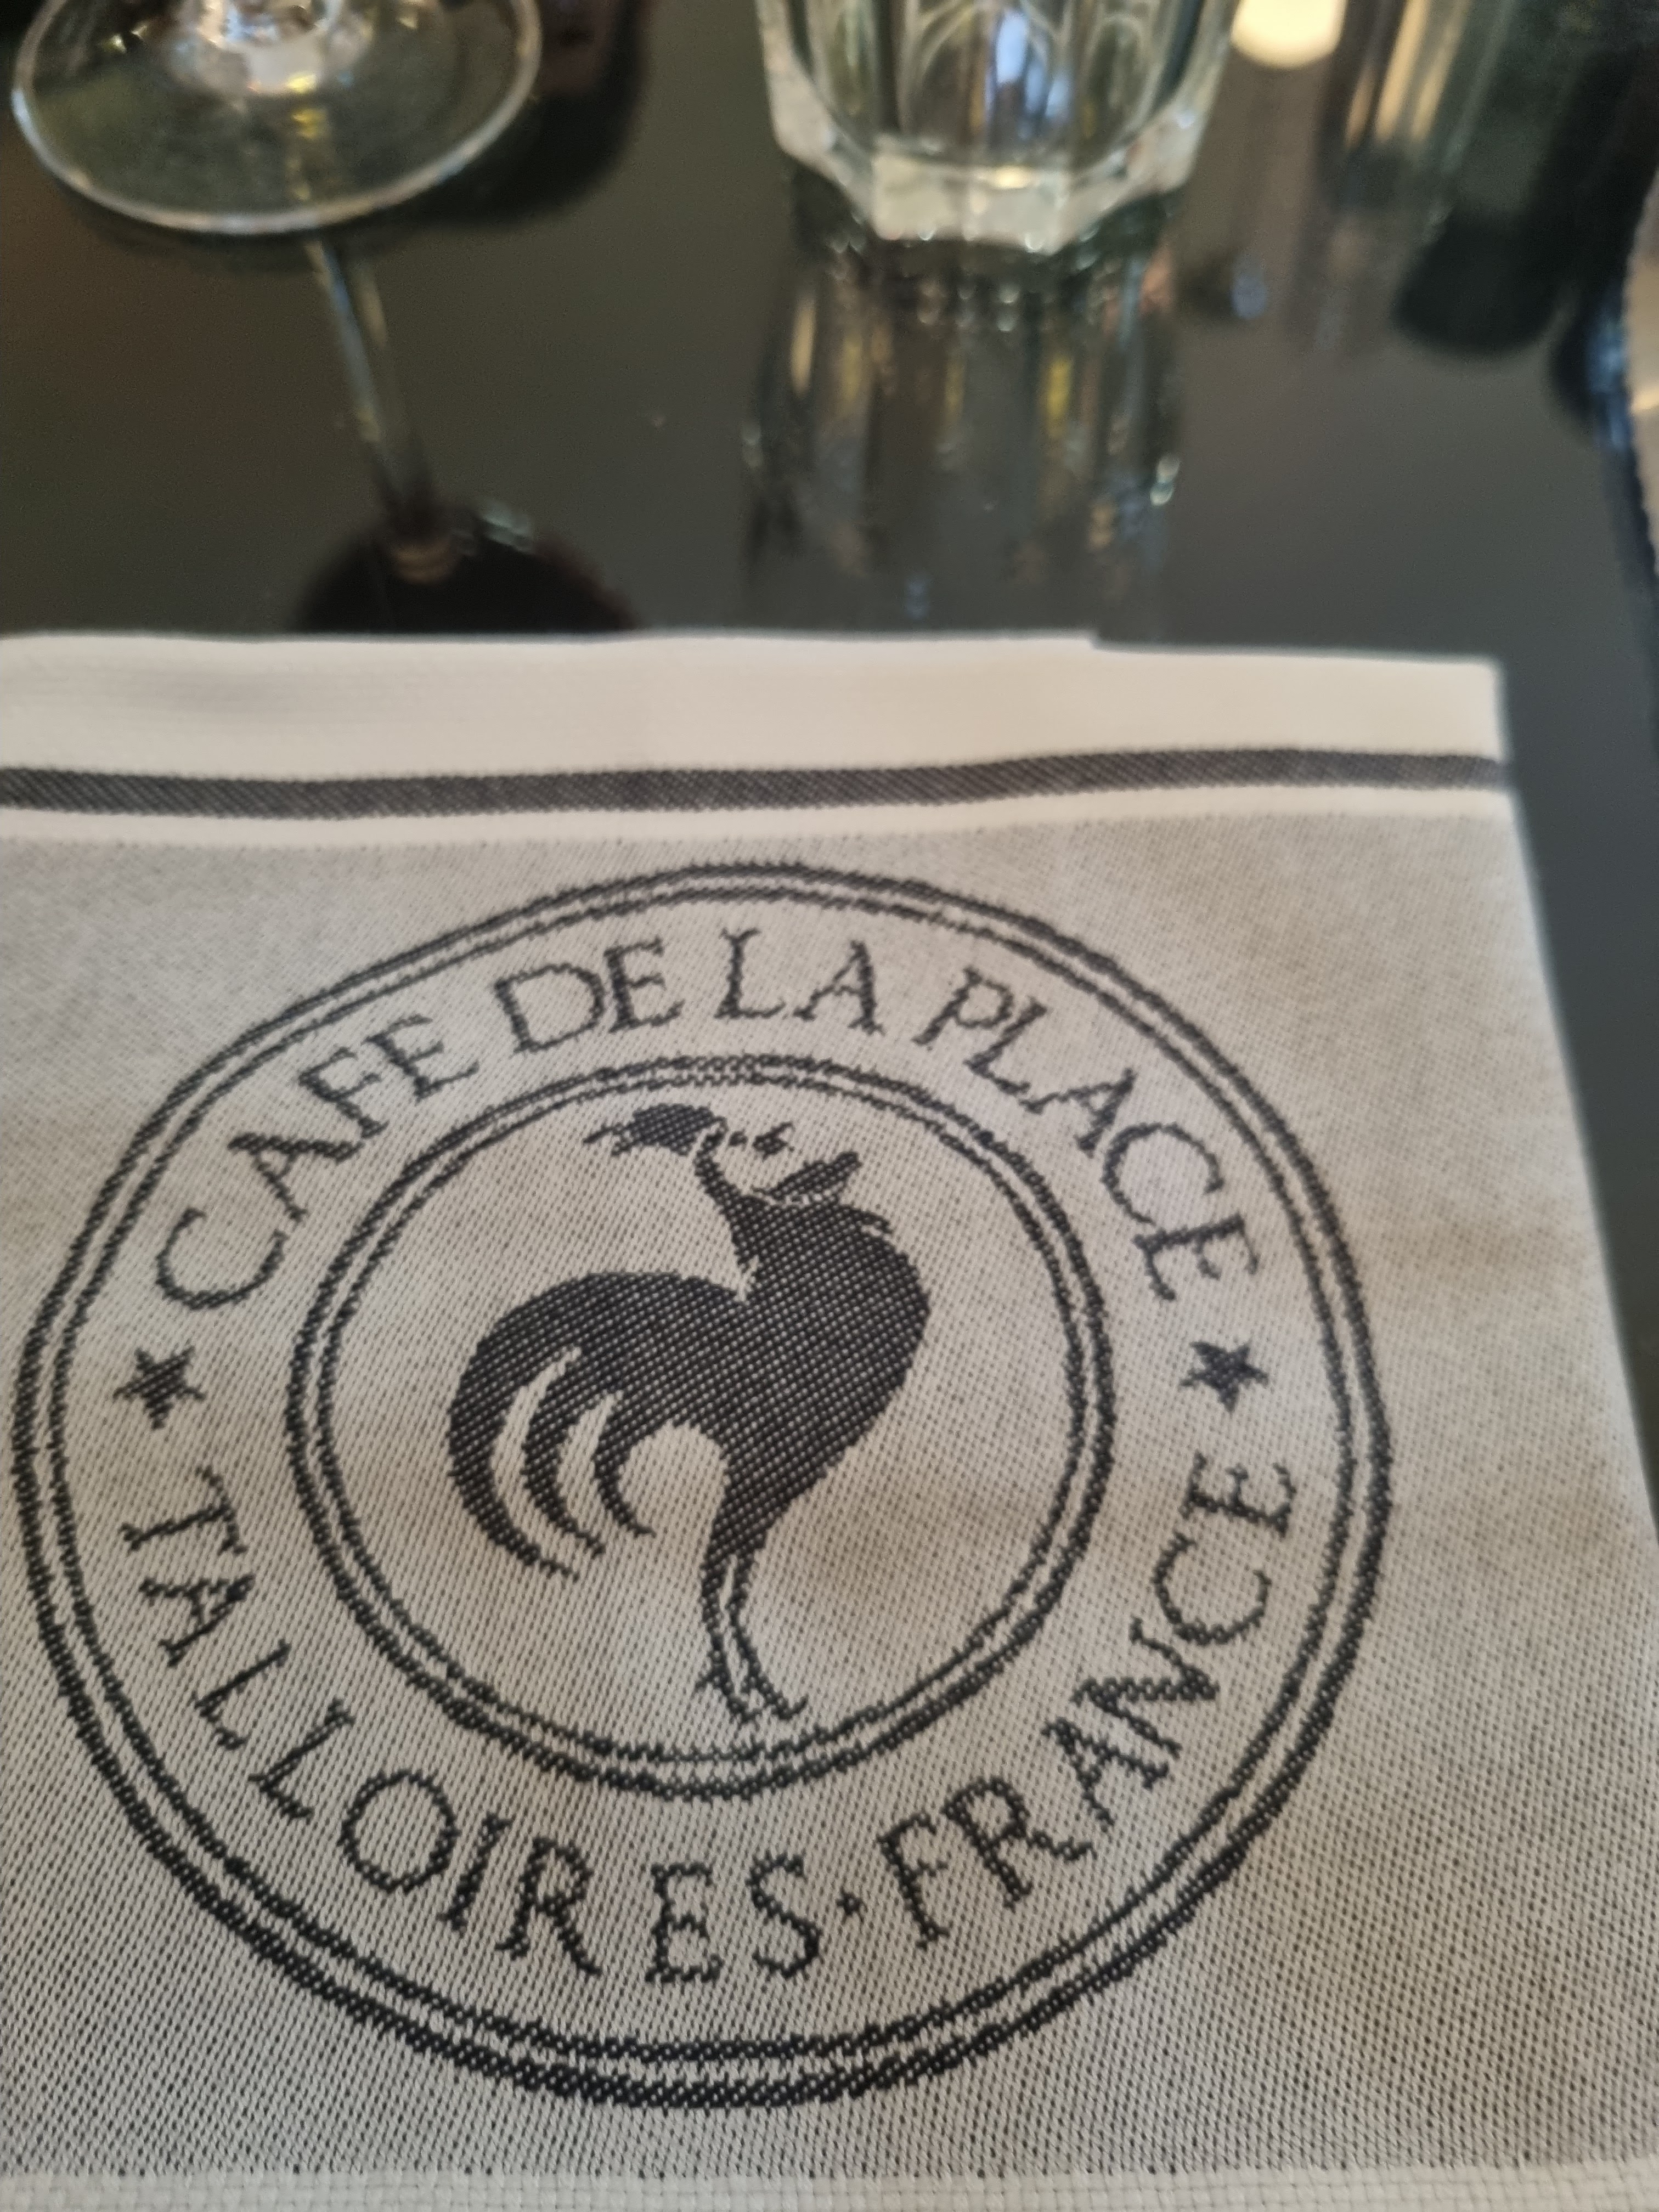 CAFE DE LA PLACE
TALLOIRES · FRANCE